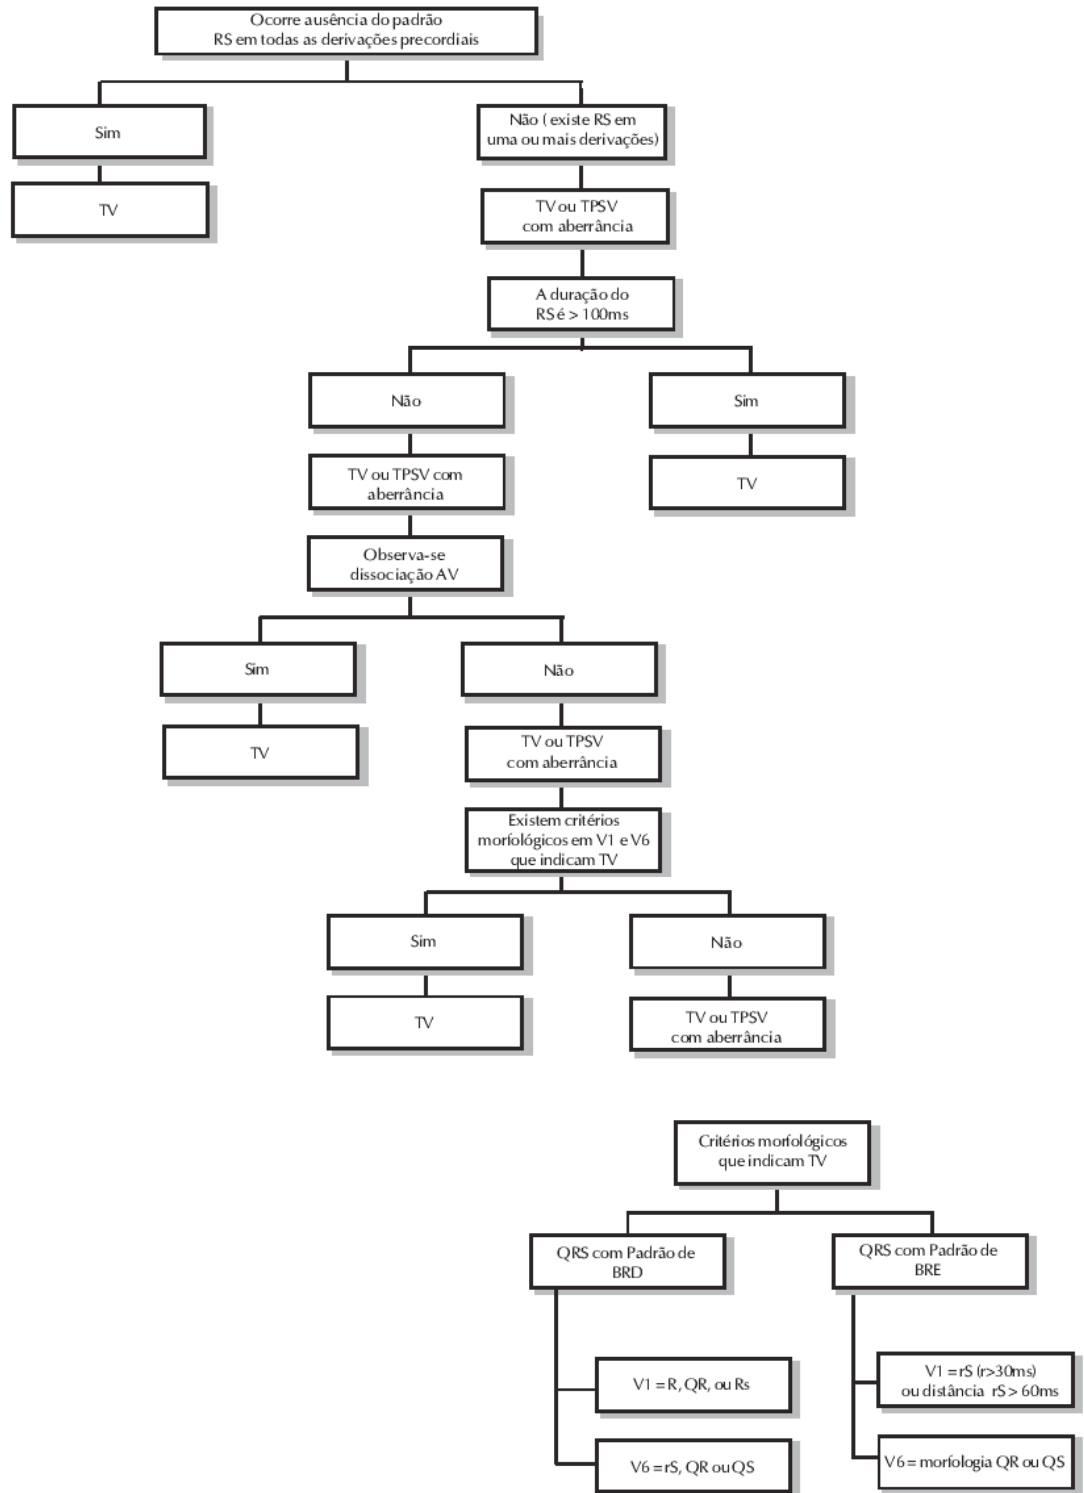 Ocorre ausência do padrão
RS em todas as derivações precordiais
Sim
Não ( existe RS em
uma ou mais derivações)
TV
TV ou TPSV
com aberrância
A duração do
RS é > 100ms
Não
Sim
TV ou TPSV com
aberrância
TV
Observa-se
dissociação AV
Sim
Não
TV
TV ou TPSV
com aberrância
Existem critérios
morfológicos em V1 e V6
que indicam TV
Sim
Não
TV
TV ou TPSV
com aberrância
Critérios morfológicos
que indicam TV
QRS com Padrão de
BRD
QRS com Padrão de
BRE
V1 = R, QR, ou Rs
V1 = rS (r>30ms)
ou distância rS > 60ms
V6 = rS, QR ou QS
V6 = morfologia QR ou QS